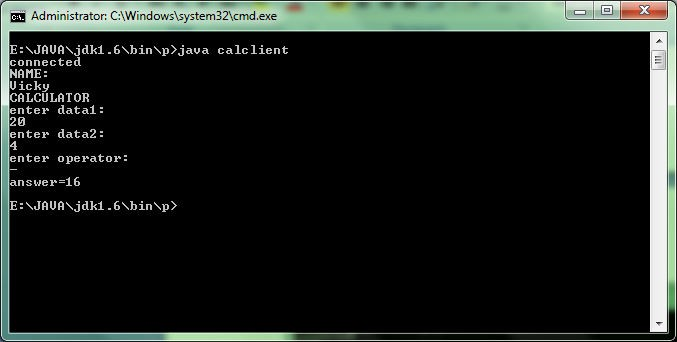 Administrator: C:\Windows\system32\cmd.exe
E:\JAVA\jdk1.6\bin\p>java calclient
connected
NAME:
Vicky
CALCULATOR
enter data1:
20
enter data2:
4
enter operator:
-
answer=16
E:\JAVA\jdk1.6\bin\p>